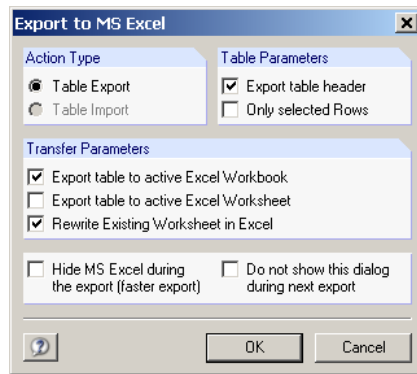 Export to MS Excel
Action Type
Table Export
Table Import
Table Parameters
Export table header
Only selected Rows
Transfer Parameters
Export table to active Excel Workbook
Export table to active Excel Worksheet
Rewrite Existing Worksheet in Excel
Hide MS Excel during
the export (faster export)
Do not show this dialog
during next export
OK
Cancel